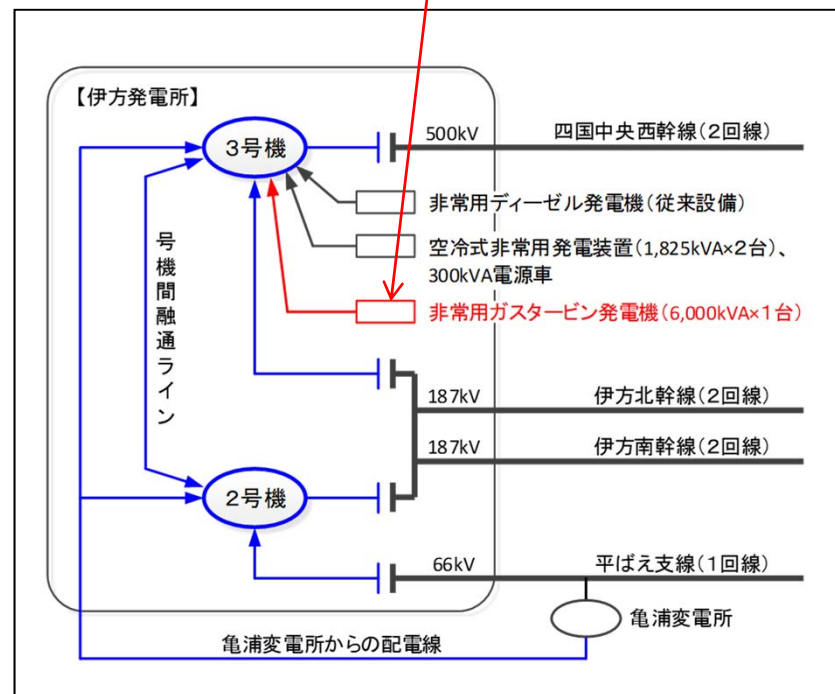 【伊方発電所】
3号機
500kV
四国中央西幹線(2回線)
非常用ディーゼル発電機(従来設備)
空冷式非常用発電装置(1,825kVA×2台)、
300kVA電源車
非常用ガスタービン発電機(6,000kVA×1台)
号機間融通ライン
187kV
伊方北幹線(2回線)
187kV
伊方南幹線(2回線)
2号機
66kV
平ばえ支線(1回線)
亀浦変電所
亀浦変電所からの配電線